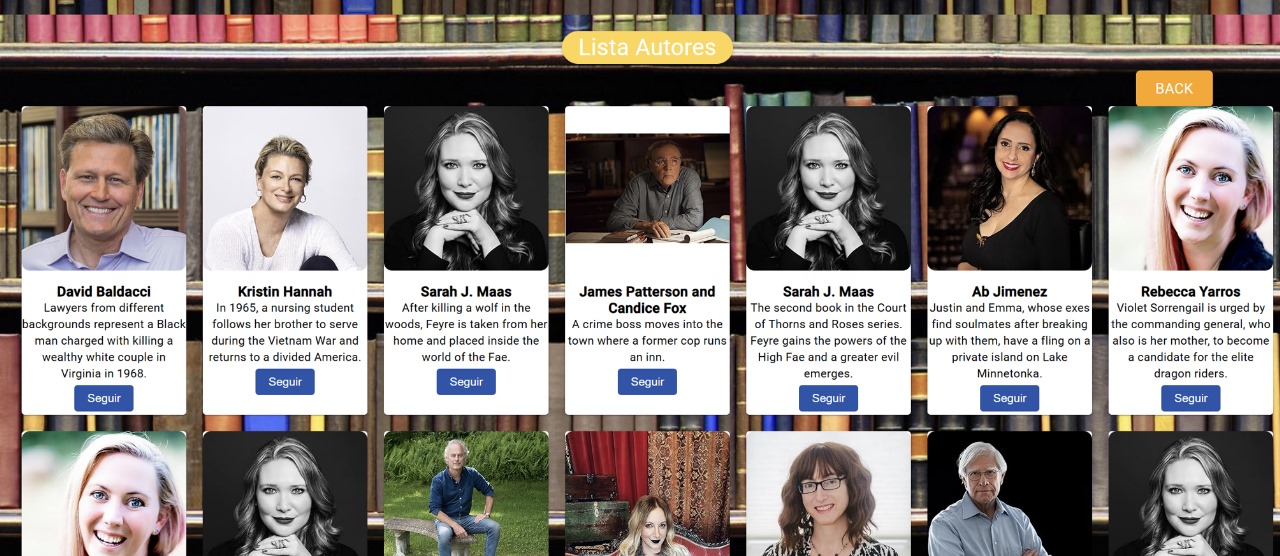 Lista Autores
BACK
David Baldacci
Lawyers from different
backgrounds represent a Black
man charged with killing a
wealthy white couple in
Virginia in 1968.
Seguir
Kristin Hannah
In 1965, a nursing student
follows her brother to serve
during the Vietnam War and
returns to a divided America.
Seguir
Sarah J. Maas
After killing a wolf in the
woods, Feyre is taken from her
home and placed inside the
world of the Fae.
Seguir
James Patterson and
Candice Fox
A crime boss moves into the
town where a former cop runs
an inn.
Seguir
Sarah J. Maas
The second book in the Court
of Thorns and Roses series.
Feyre gains the powers of the
High Fae and a greater evil
emerges.
Seguir
Ab Jimenez
Justin and Emma, whose exes
find soulmates after breaking
up with them, have a fling on a
private island on Lake
Minnetonka.
Seguir
Rebecca Yarros
Violet Sorrengail is urged by
the commanding general, who
also is her mother, to become
a candidate for the elite
dragon riders.
Seguir